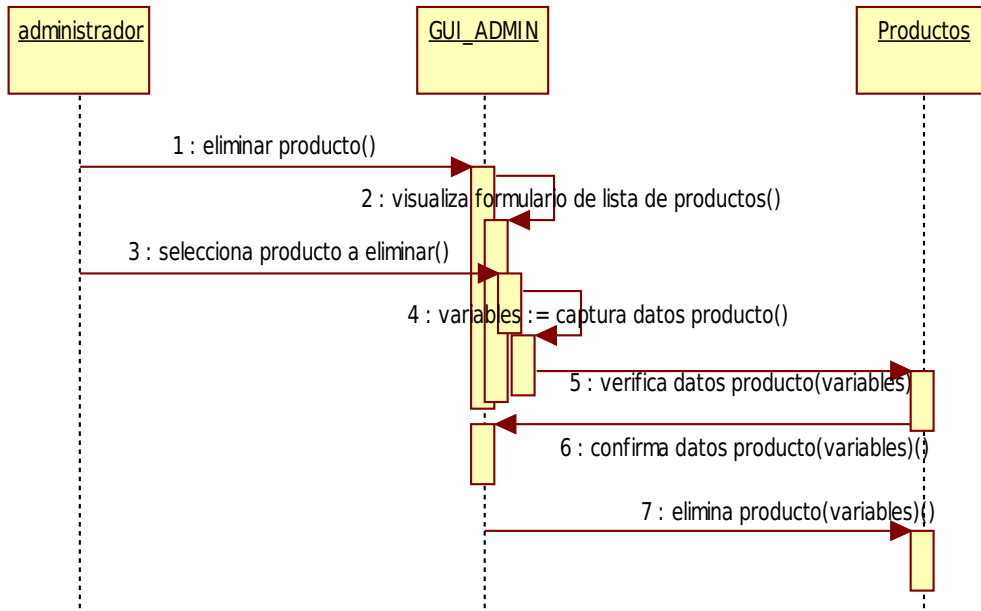 administrador
GUI_ADMIN
Productos
1 : eliminar producto()
2 : visualiza formulario de lista de productos()
3 : selecciona producto a eliminar()
4 : variables := captura datos producto()
5 : verifica datos producto(variables)
6 : confirma datos producto(variables)()
7 : elimina producto(variables)()